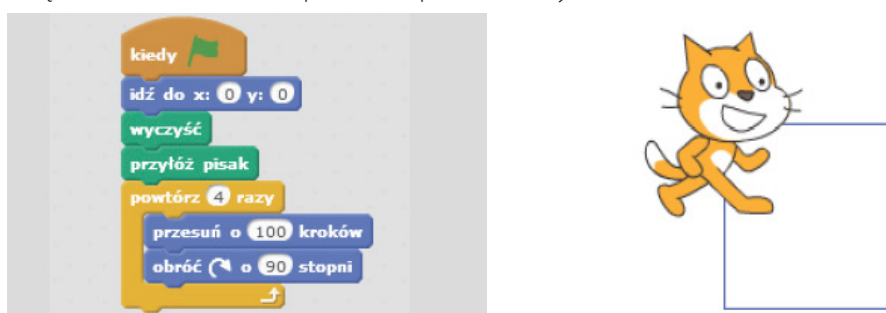 kiedy
idź do x: 0 y: 0
wyczyść
przyłóż pisak
powtórz 4 razy
przesuń o 100 kroków
obróć o 90 stopni